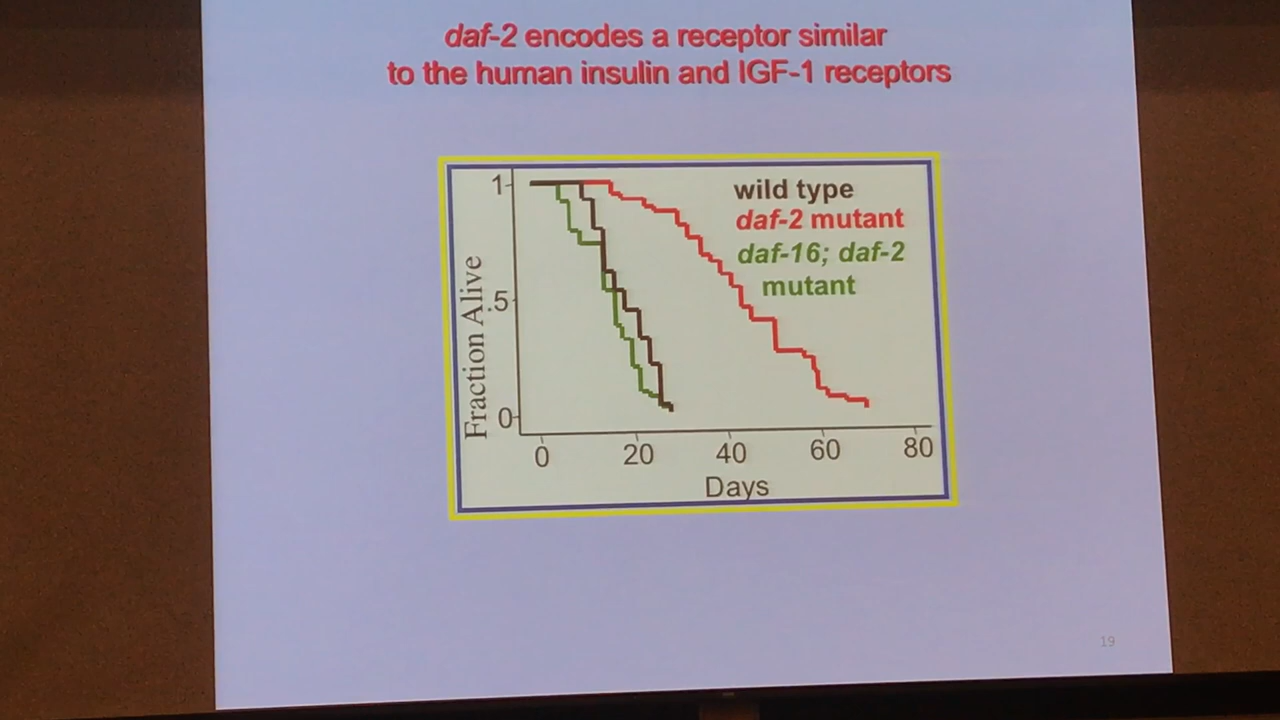 daf-2 encodes a receptor similar
to the human insulin and IGF-1 receptors
wild type
daf-2 mutant
daf-16; daf-2
mutant
Fraction Alive
1
.5
0
0 20 40 60 80
Days
19